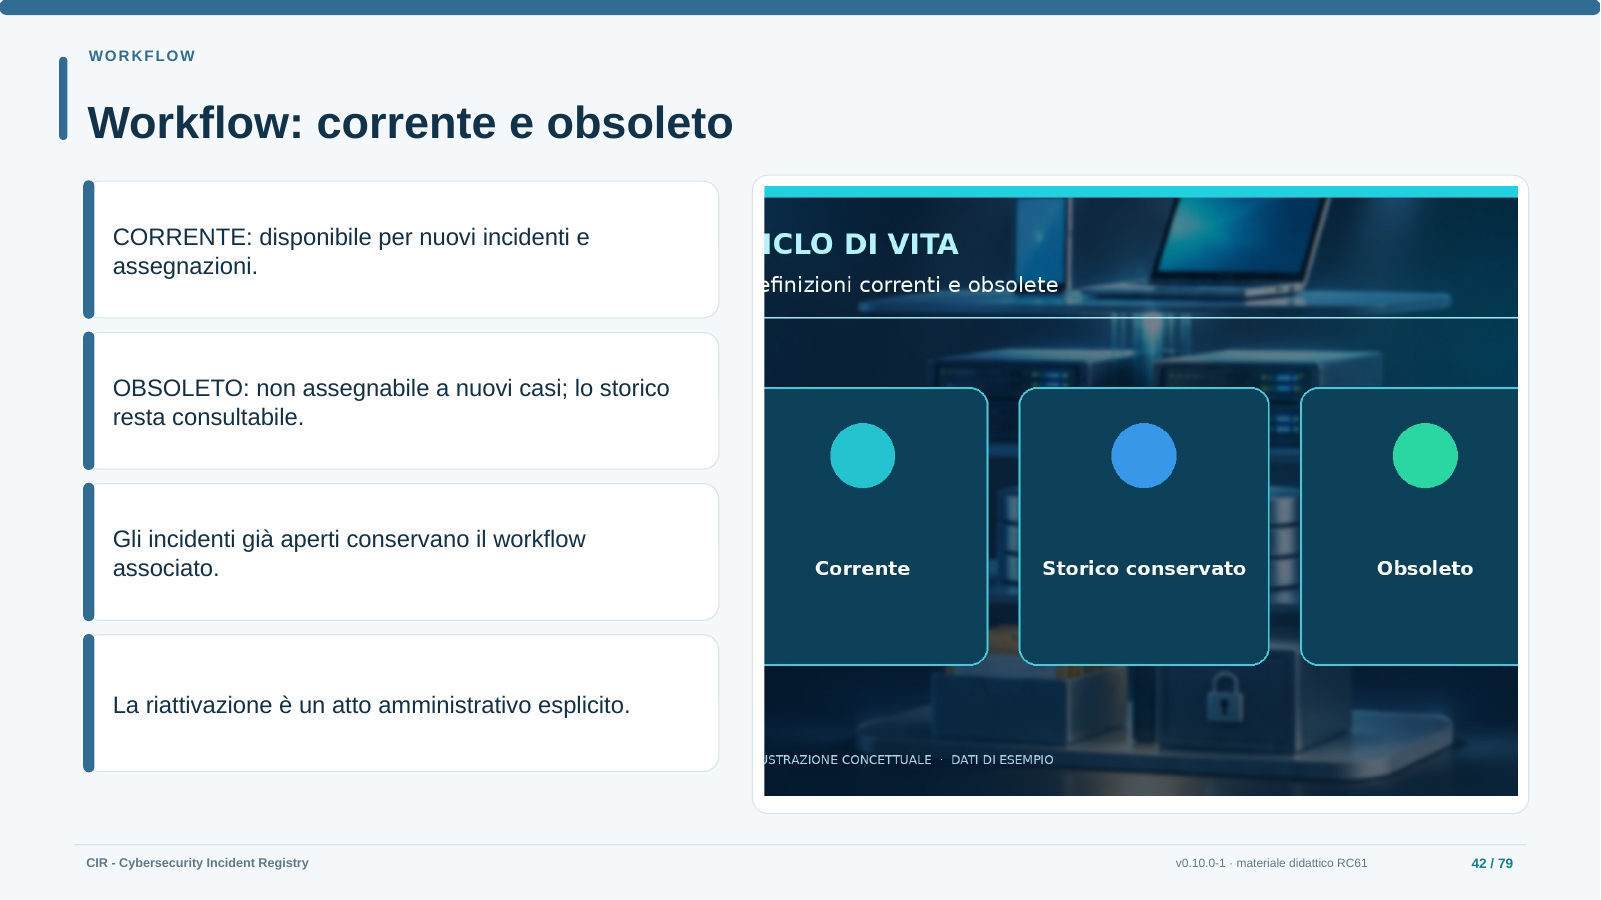 WORKFLOW
Workflow: corrente e obsoleto
CORRENTE: disponibile per nuovi incidenti e
assegnazioni.
OBSOLETO: non assegnabile a nuovi casi; lo storico
resta consultabile.
Gli incidenti già aperti conservano il workflow
associato.
La riattivazione è un atto amministrativo esplicito.
ICLO DI VITA
efinizioni correnti e obsolete
Corrente
Storico conservato
Obsoleto
USTRAZIONE CONCETTUALE · DATI DI ESEMPIO
CIR - Cybersecurity Incident Registry
v0.10.0-1 · materiale didattico RC61
42 / 79